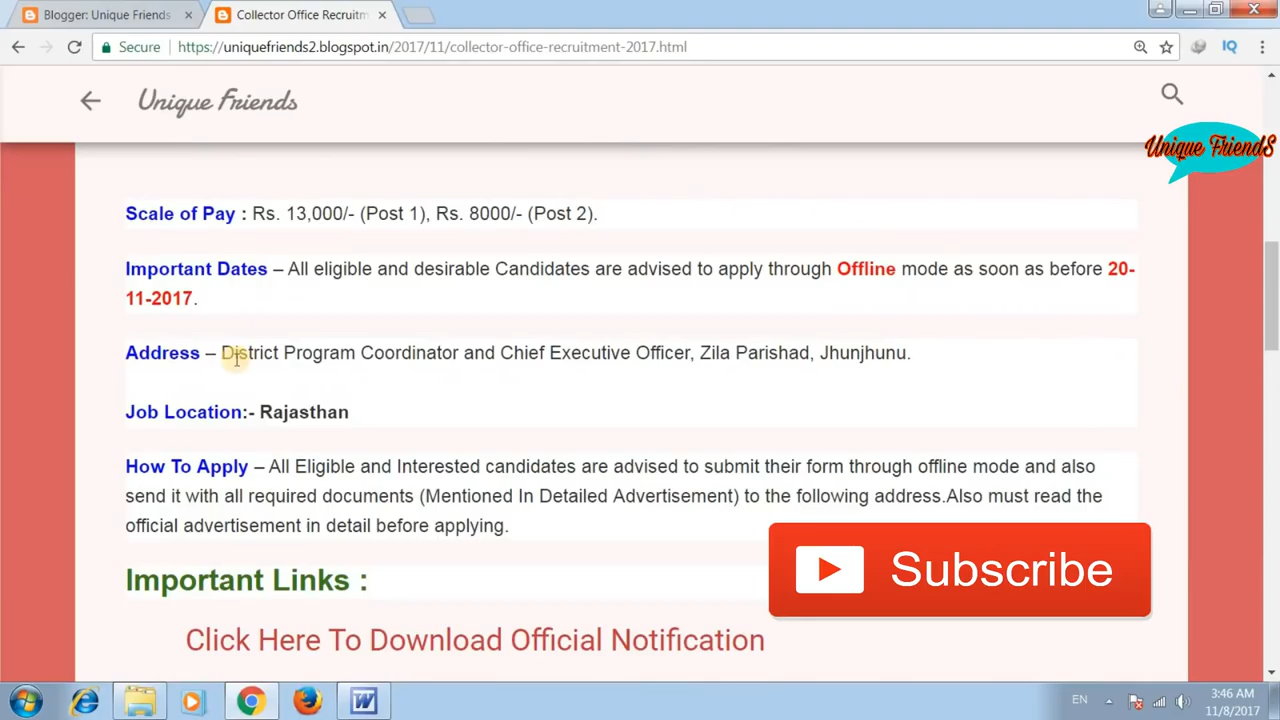 Blogger: Unique Friends
Collector Office Recruitm
Secure
https://uniquefriends2.blogspot.in/2017/11/collector-office-recruitment-2017.html
IQ
Unique Friends
Unique FriendS
Scale of Pay : Rs. 13,000/- (Post 1), Rs. 8000/- (Post 2).
Important Dates – All eligible and desirable Candidates are advised to apply through Offline mode as soon as before 20-
11-2017.
Address – District Program Coordinator and Chief Executive Officer, Zila Parishad, Jhunjhunu.
Job Location:- Rajasthan
How To Apply – All Eligible and Interested candidates are advised to submit their form through offline mode and also
send it with all required documents (Mentioned In Detailed Advertisement) to the following address.Also must read the
official advertisement in detail before applying.
Subscribe
Important Links :
Click Here To Download Official Notification
EN
3:46 AM
11/8/2017